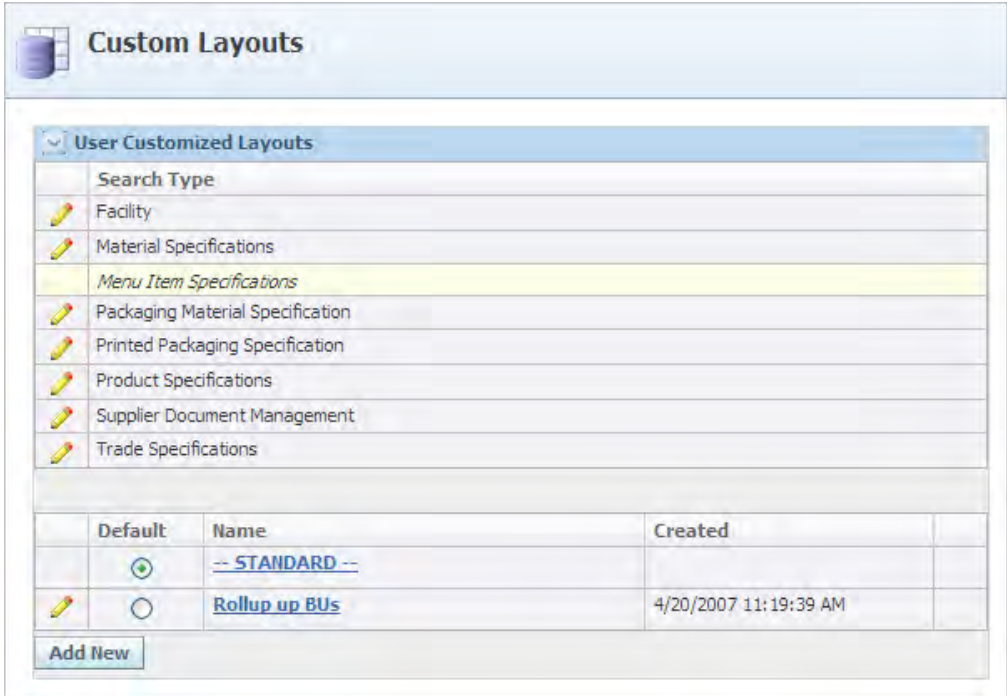 Custom Layouts
User Customized Layouts
Search Type
Facility
Material Specifications
Menu Item Specifications
Packaging Material Specification
Printed Packaging Specification
Product Specifications
Supplier Document Management
Trade Specifications
Default Name Created
-- STANDARD --
Rollup up BUs 4/20/2007 11:19:39 AM
Add New